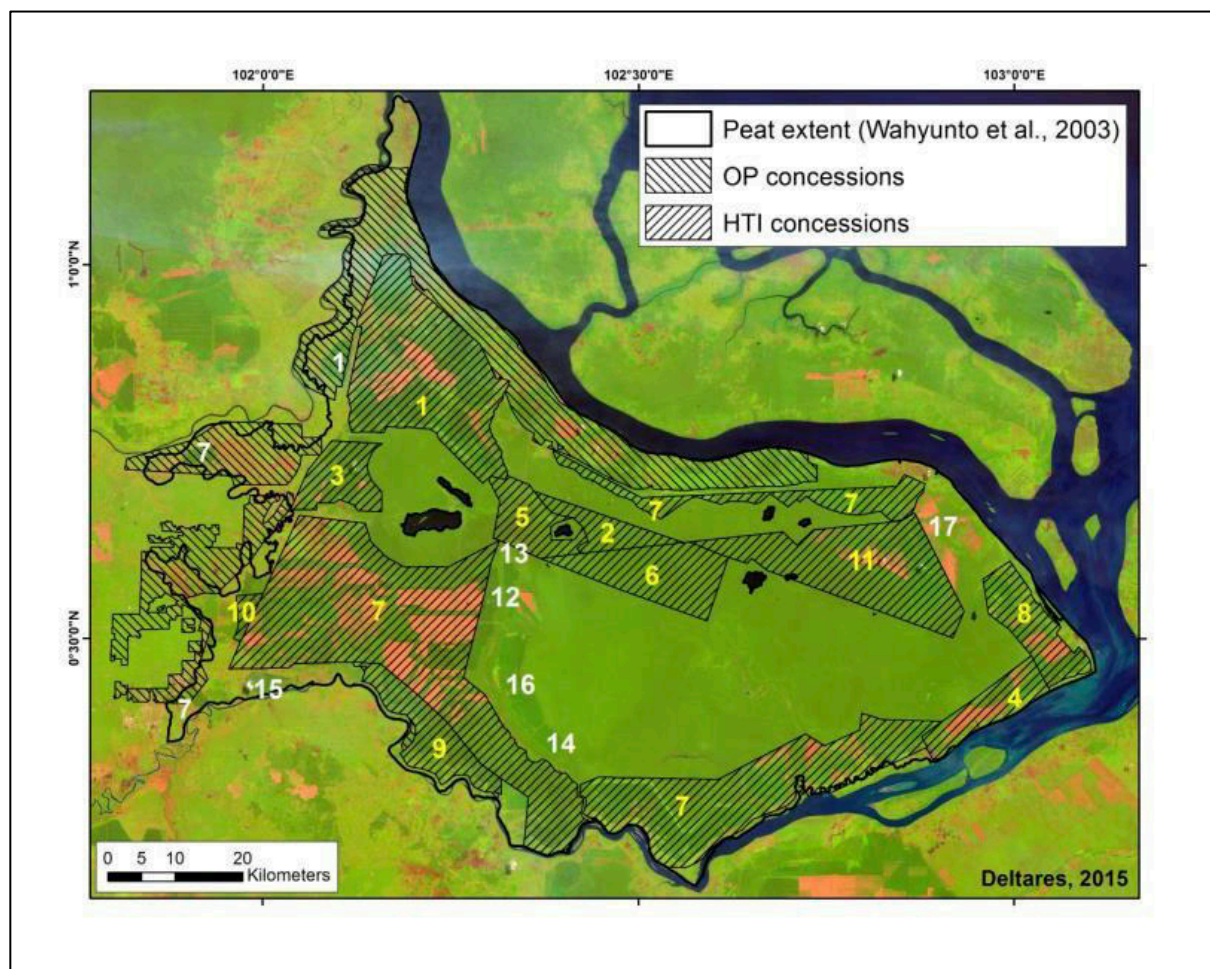 102°0'0"E
102°30'0"E
103°0'0"E
Peat extent (Wahyunto et al., 2003)
OP concessions
HTI concessions
1°0'0"N
1
1
7
3
5
7
7
2
17
13
11
6
12
10
7
8
0°30'0"N
15
16
4
7
14
9
7
0 5 10 20
Kilometers
Deltares, 2015